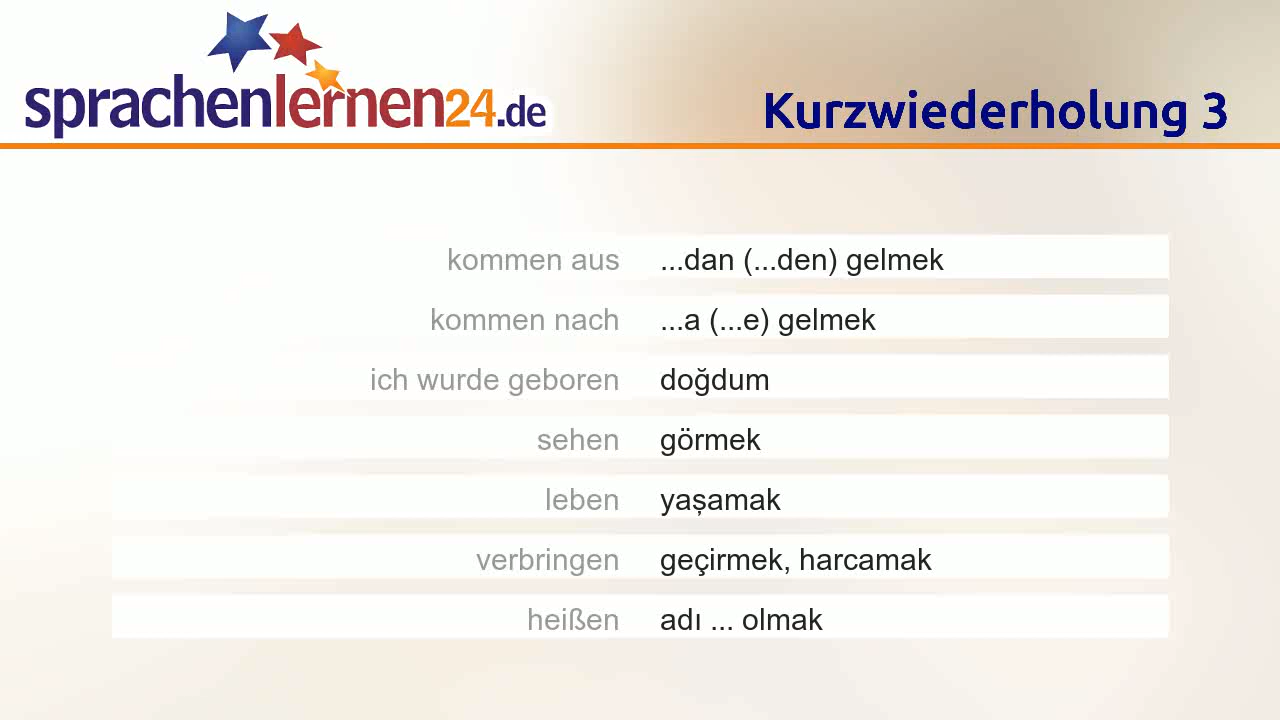 sprachenlernen24.de
Kurzwiederholung 3
kommen aus ...dan (...den) gelmek
kommen nach ...a (...e) gelmek
ich wurde geboren doğdum
sehen görmek
leben yaşamak
verbringen geçirmek, harcamak
heißen adı ... olmak